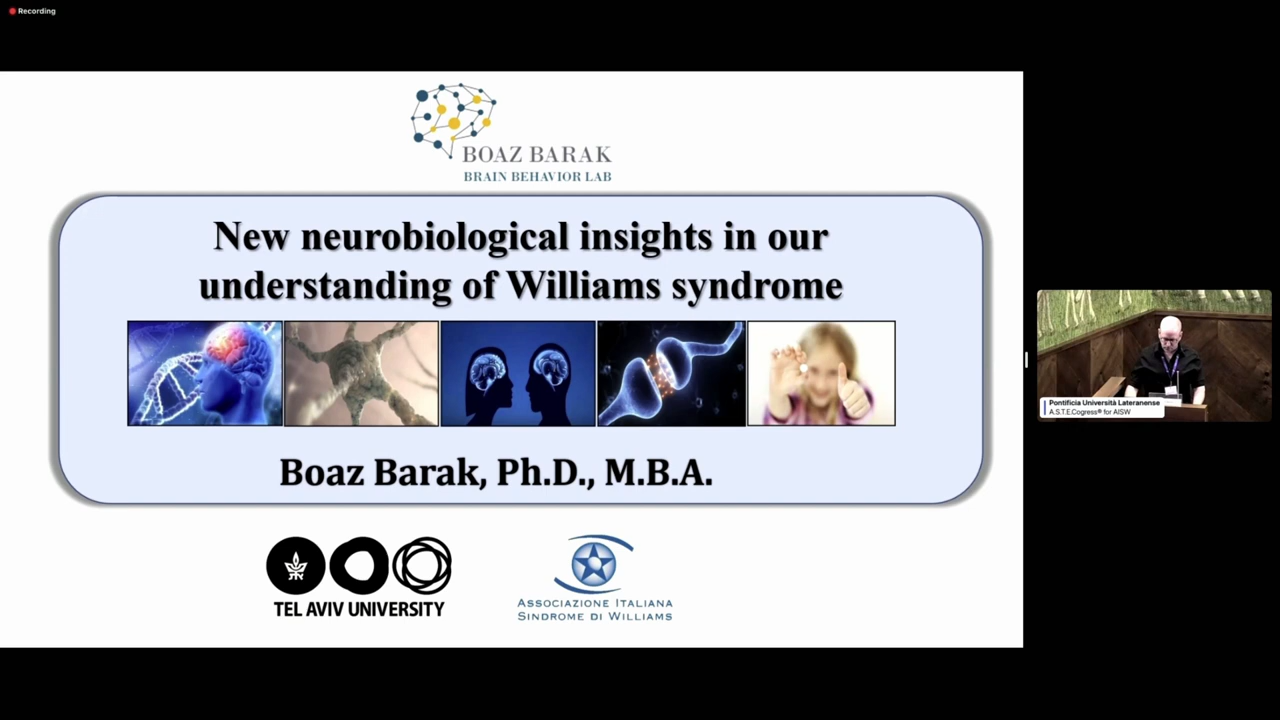 Recording
BOAZ BARAK
BRAIN BEHAVIOR LAB
New neurobiological insights in our
understanding of Williams syndrome
Boaz Barak, Ph.D., M.B.A.
TEL AVIV UNIVERSITY
ASSOCIAZIONE ITALIANA
SINDROME DI WILLIAMS
Pontificia Università Lateranense
A.S.T.E.Cogress® for AISW